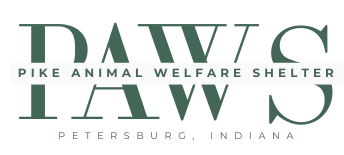 PAWS
PIKE ANIMAL WELFARE SHELTER
PETERSBURG, INDIANA